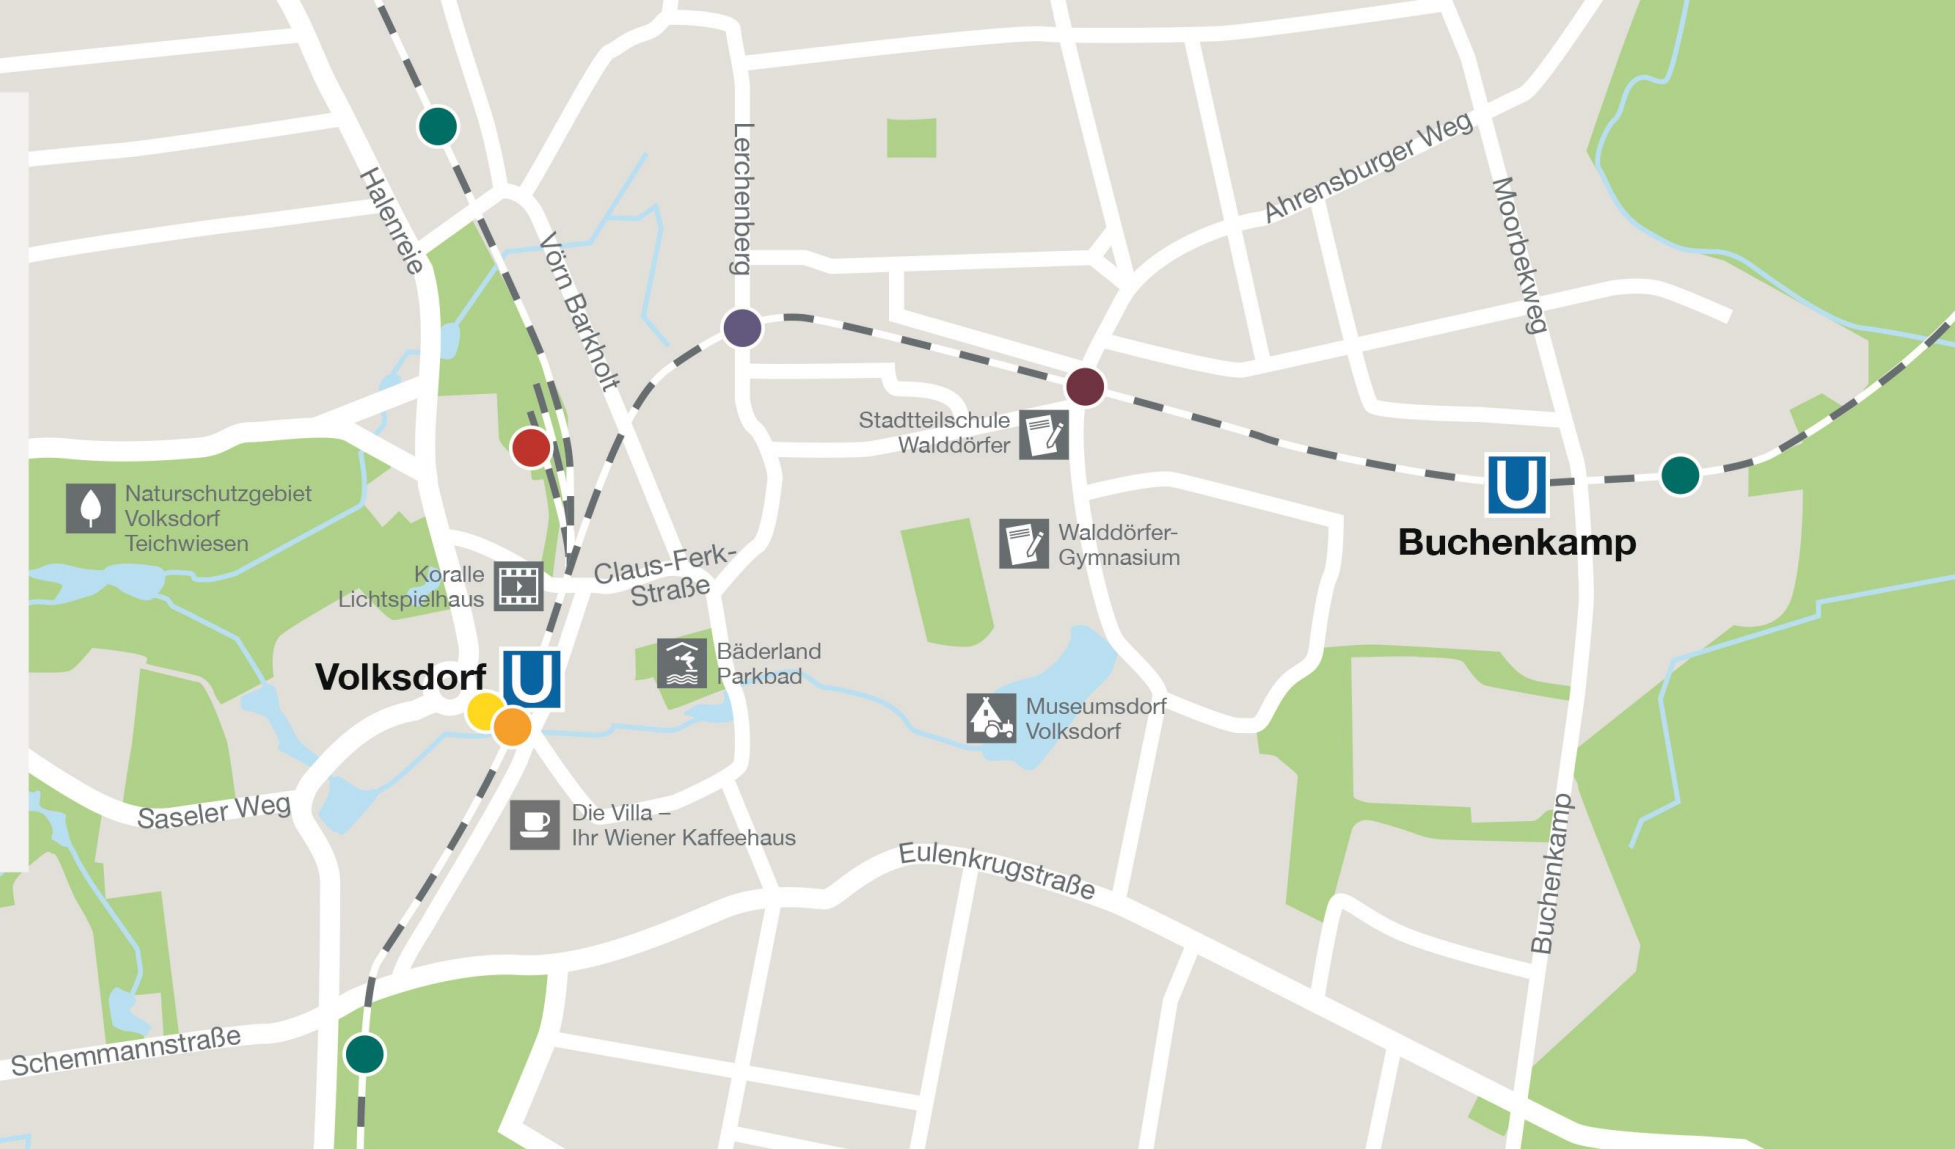 Lerchenberg
Ahrensburger Weg
Halenreie
Moorbekweg
Vörn Barkholt
Stadtteilschule
Walddörfer
U
Buchenkamp
Naturschutzgebiet
Volksdorf
Teichwiesen
Walddörfer-
Gymnasium
Claus-Ferk-
Straße
Koralle
Lichtspielhaus
Bäderland
Parkbad
Volksdorf
U
Museumsdorf
Volksdorf
Saseler Weg
Die Villa –
Ihr Wiener Kaffeehaus
Eulenkrugstraße
Buchenkamp
Schemmannstraße